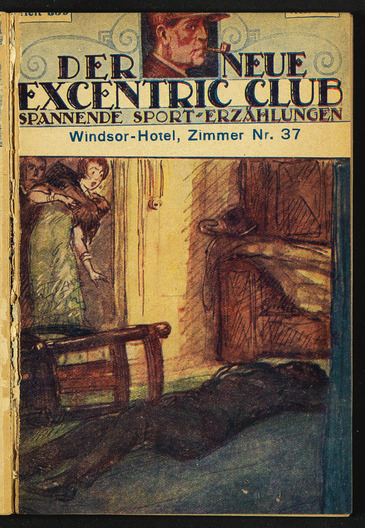 DER NEUE
EXCENTRIC CLUB
SPANNENDE SPORT-ERZÄHLUNGEN
Windsor-Hotel, Zimmer Nr. 37